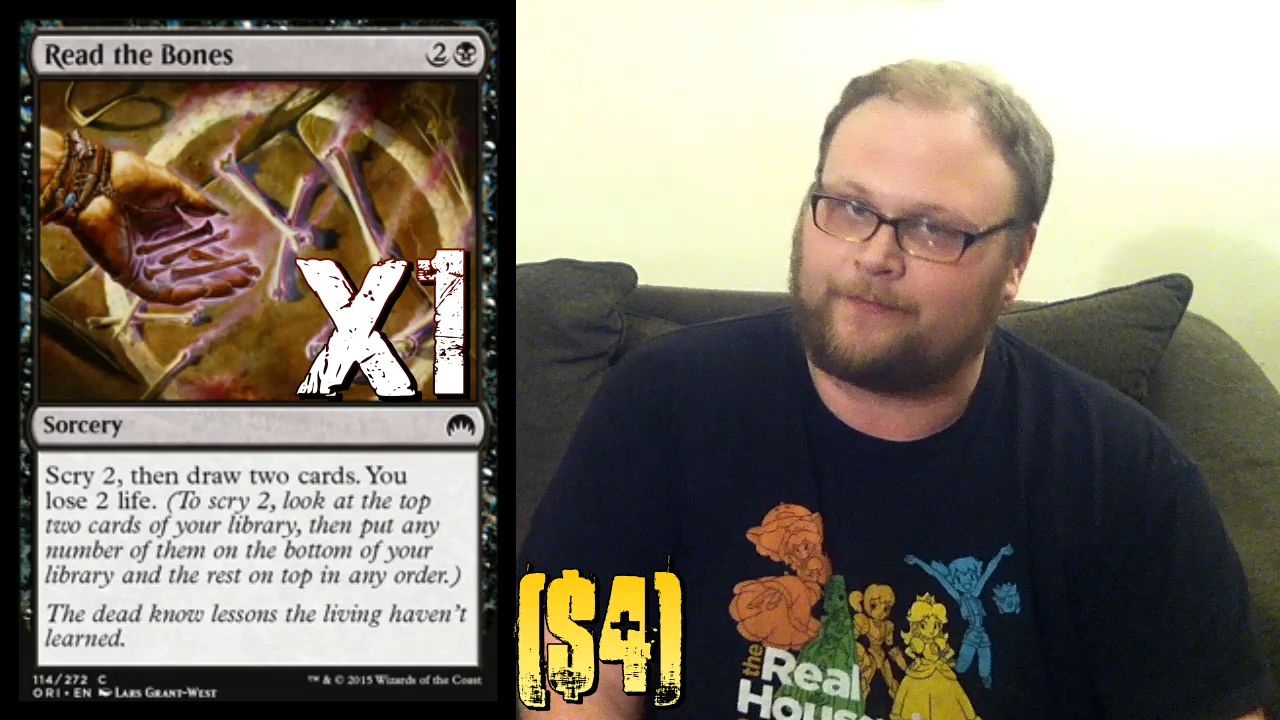 Read the Bones 2
X1
Sorcery
Scry 2, then draw two cards. You
lose 2 life. (To scry 2, look at the top
two cards of your library, then put any
number of them on the bottom of your
library and the rest on top in any order.)
The dead know lessons the living haven't
learned.
114/272 C
ORI • EN Lars Grant-West
™ & © 2015 Wizards of the Coast
($4)
the
Real